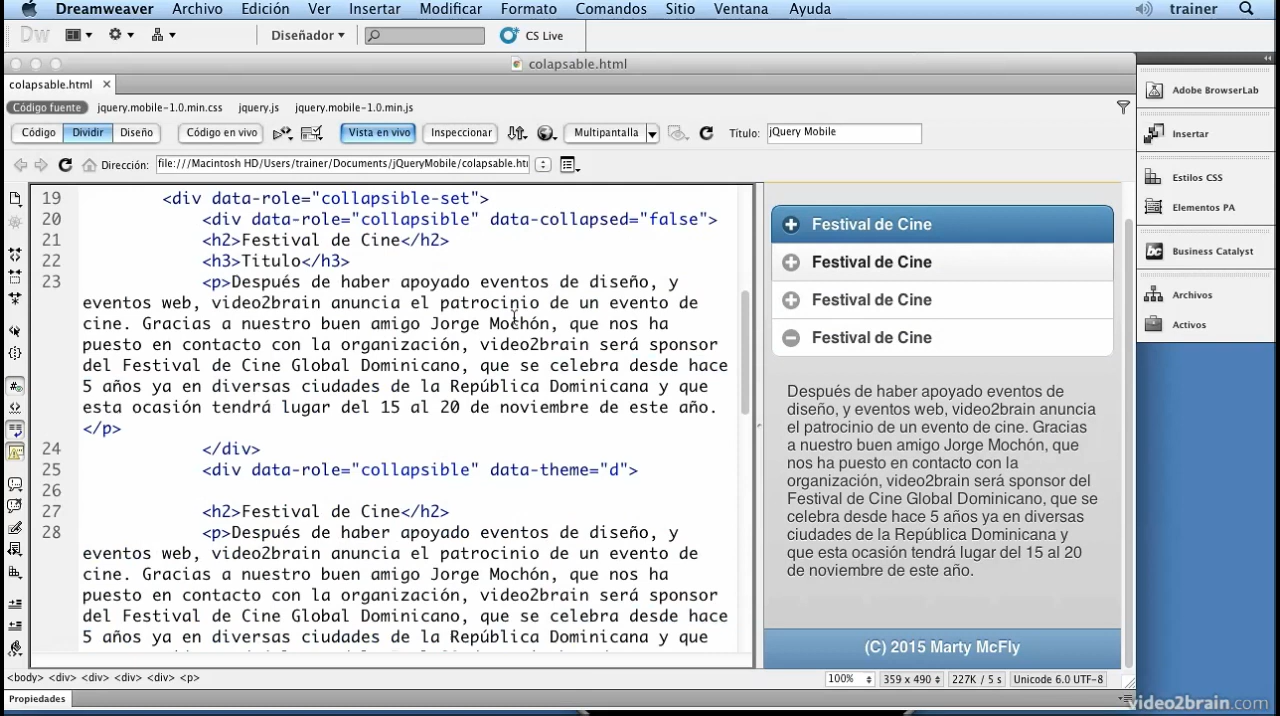 Dreamweaver Archivo Edición Ver Insertar Modificar Formato Comandos Sitio Ventana Ayuda trainer
Dw Diseñador CS Live
colapsable.html
colapsable.html ×
Código fuente jquery.mobile-1.0.min.css jquery.js jquery.mobile-1.0.min.js
Código Dividir Diseño Código en vivo Vista en vivo Inspeccionar Multipantalla Título: jQuery Mobile
Dirección: file:///Macintosh HD/Users/trainer/Documents/jQueryMobile/colapsable.htm
19 <div data-role="collapsible-set">
20 <div data-role="collapsible" data-collapsed="false">
21 <h2>Festival de Cine</h2>
22 <h3>Titulo</h3>
23 <p>Después de haber apoyado eventos de diseño, y
eventos web, video2brain anuncia el patrocinio de un evento de
cine. Gracias a nuestro buen amigo Jorge Mochón, que nos ha
puesto en contacto con la organización, video2brain será sponsor
del Festival de Cine Global Dominicano, que se celebra desde hace
5 años ya en diversas ciudades de la República Dominicana y que
esta ocasión tendrá lugar del 15 al 20 de noviembre de este año.
</p>
24 </div>
25 <div data-role="collapsible" data-theme="d">
26
27 <h2>Festival de Cine</h2>
28 <p>Después de haber apoyado eventos de diseño, y
eventos web, video2brain anuncia el patrocinio de un evento de
cine. Gracias a nuestro buen amigo Jorge Mochón, que nos ha
puesto en contacto con la organización, video2brain será sponsor
del Festival de Cine Global Dominicano, que se celebra desde hace
5 años ya en diversas ciudades de la República Dominicana y que
Festival de Cine
Festival de Cine
Festival de Cine
Festival de Cine
Después de haber apoyado eventos de
diseño, y eventos web, video2brain anuncia
el patrocinio de un evento de cine. Gracias
a nuestro buen amigo Jorge Mochón, que
nos ha puesto en contacto con la
organización, video2brain será sponsor del
Festival de Cine Global Dominicano, que se
celebra desde hace 5 años ya en diversas
ciudades de la República Dominicana y
que esta ocasión tendrá lugar del 15 al 20
de noviembre de este año.
(C) 2015 Marty McFly
Adobe BrowserLab
Insertar
Estilos CSS
Elementos PA
bc Business Catalyst
Archivos
Activos
<body> <div> <div> <div> <div> <p> 100% 359 x 490 227K / 5 s Unicode 6.0 UTF-8
Propiedades
video2brain.com